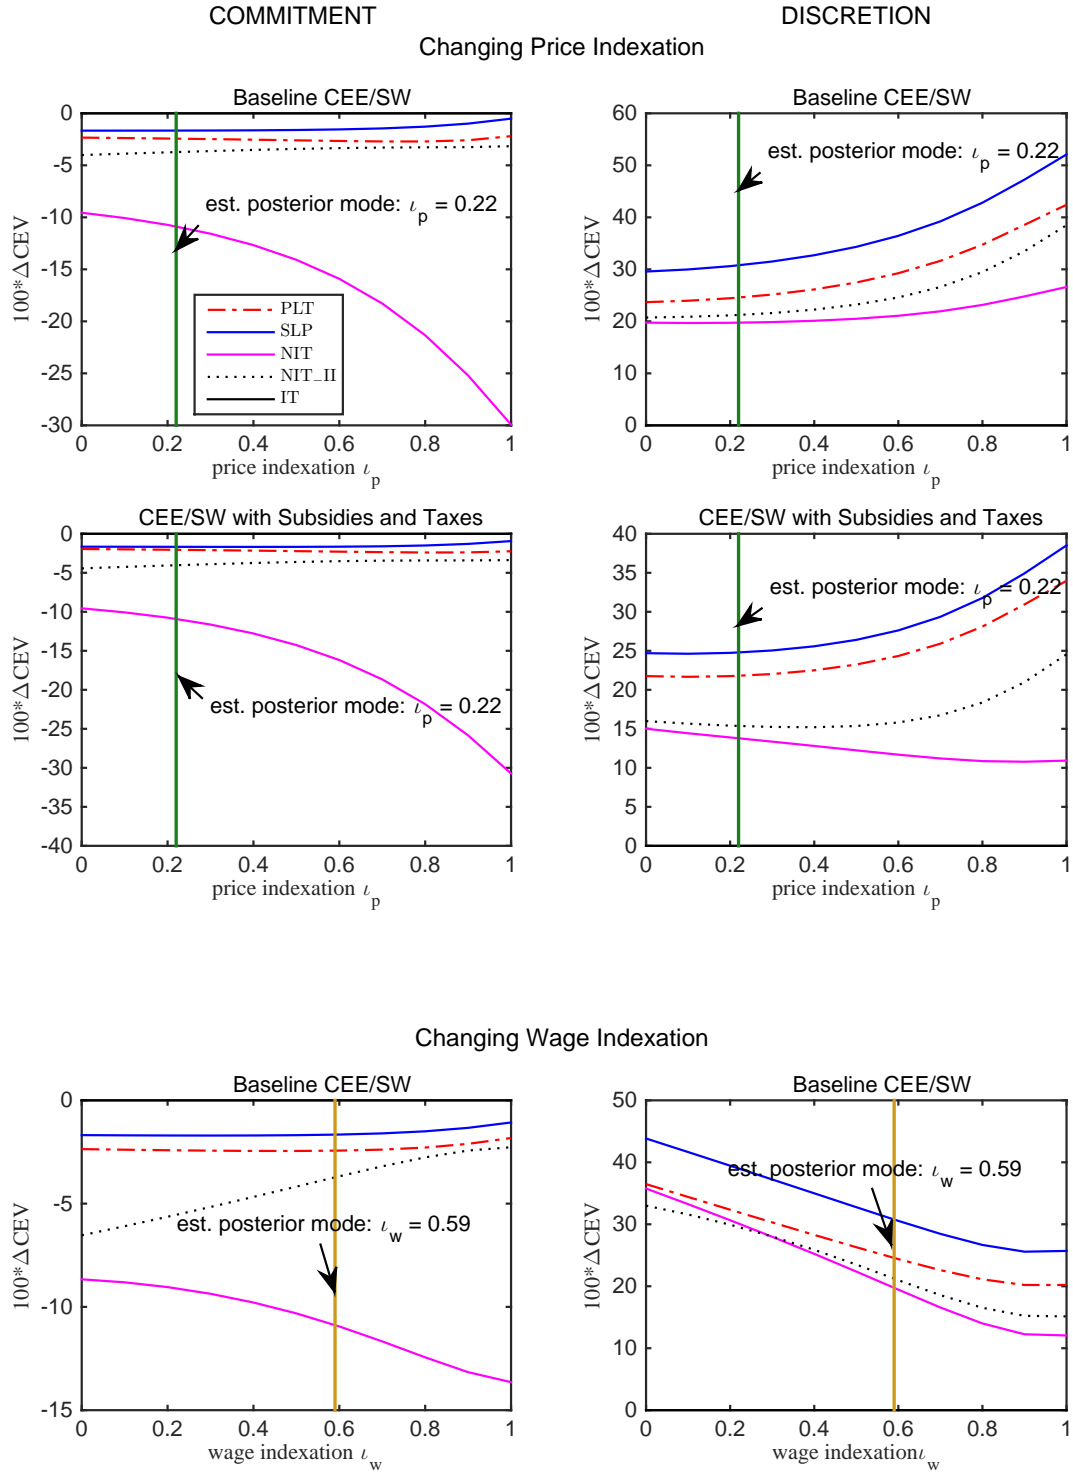 COMMITMENT
DISCRETION
Changing Price Indexation
Baseline CEE/SW
0
-5
-10
-15
-20
-25
-30
100*ΔCEV
est. posterior mode: ι_p = 0.22
PLT
SLP
NIT
NIT_II
IT
0 0.2 0.4 0.6 0.8 1
price indexation ι_p
Baseline CEE/SW
60
50
40
30
20
10
0
100*ΔCEV
est. posterior mode: ι_p = 0.22
0 0.2 0.4 0.6 0.8 1
price indexation ι_p
CEE/SW with Subsidies and Taxes
0
-5
-10
-15
-20
-25
-30
-35
-40
100*ΔCEV
est. posterior mode: ι_p = 0.22
0 0.2 0.4 0.6 0.8 1
price indexation ι_p
CEE/SW with Subsidies and Taxes
40
35
30
25
20
15
10
5
0
100*ΔCEV
est. posterior mode: ι_p = 0.22
0 0.2 0.4 0.6 0.8 1
price indexation ι_p
Changing Wage Indexation
Baseline CEE/SW
0
-5
-10
-15
100*ΔCEV
est. posterior mode: ι_w = 0.59
0 0.2 0.4 0.6 0.8 1
wage indexation ι_w
Baseline CEE/SW
50
40
30
20
10
0
100*ΔCEV
est. posterior mode: ι_w = 0.59
0 0.2 0.4 0.6 0.8 1
wage indexationι_w